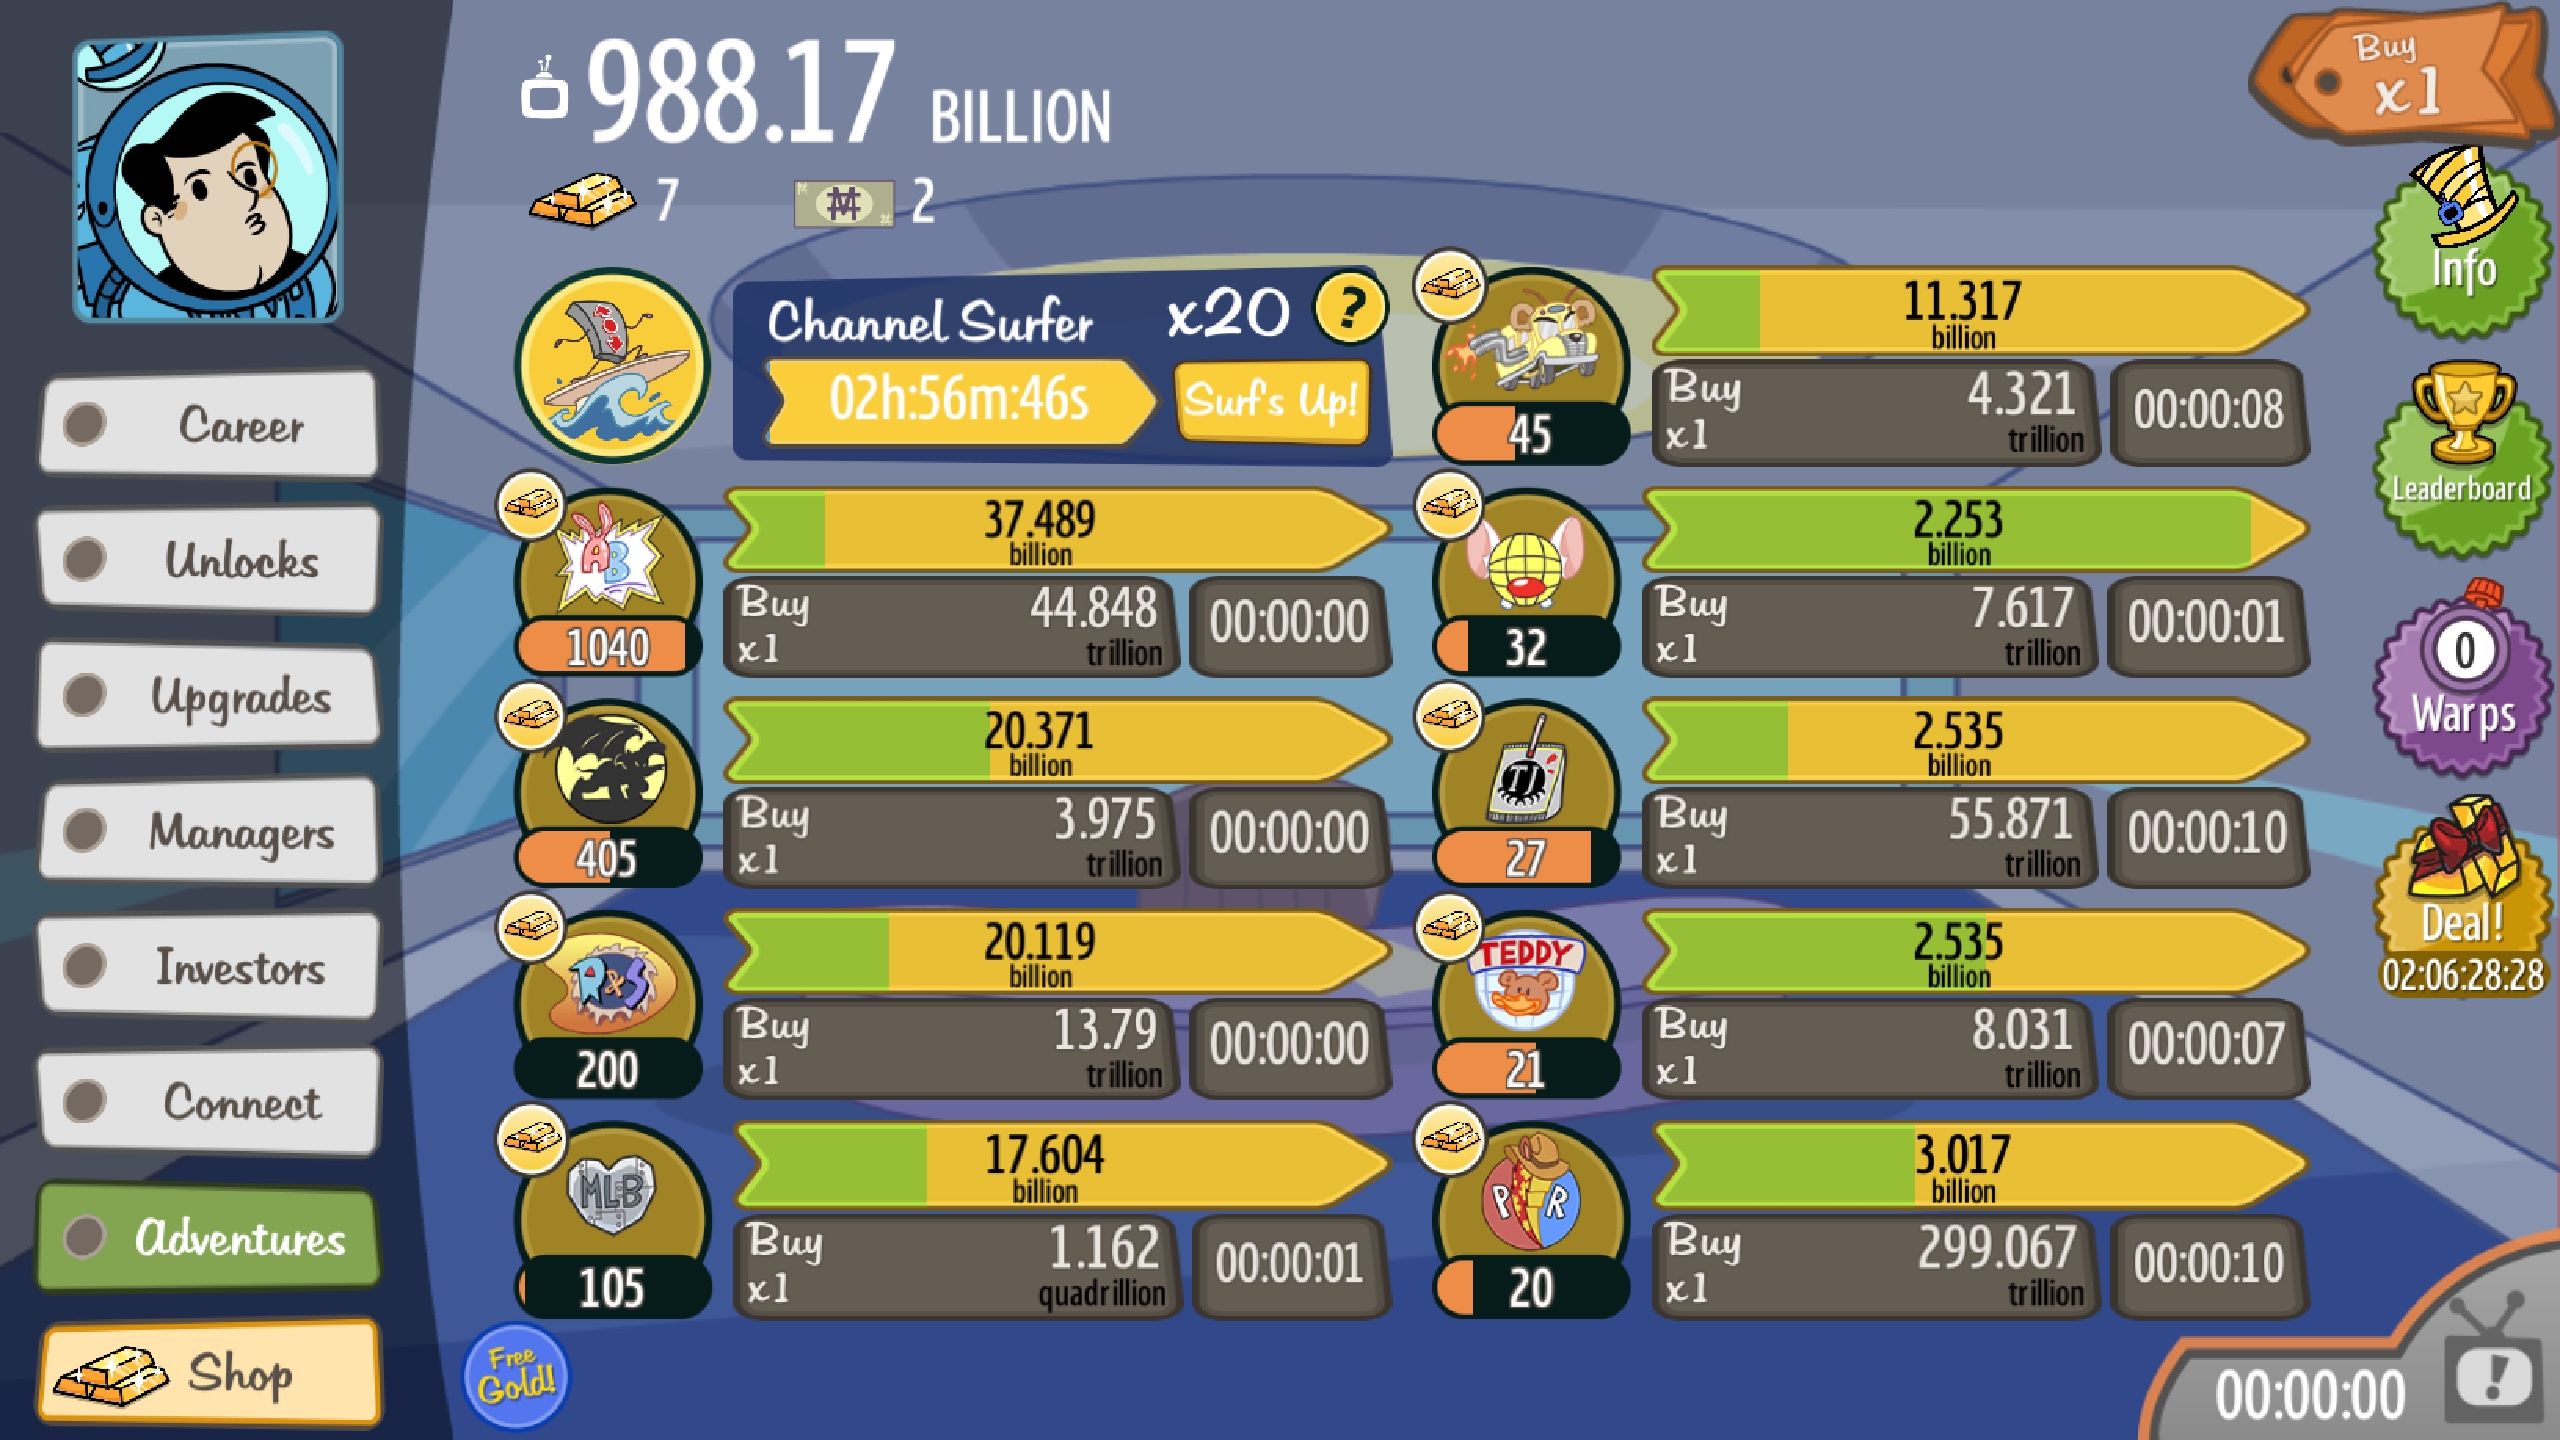 988.17 BILLION
7
2
Buy
x1
Career
Unlocks
Upgrades
Managers
Investors
Connect
Adventures
Shop
Channel Surfer x20 ?
02h:56m:46s Surf's Up!
AB
1040
37.489
billion
Buy
x1
44.848
trillion
00:00:00
405
20.371
billion
Buy
x1
3.975
trillion
00:00:00
P&S
200
20.119
billion
Buy
x1
13.79
trillion
00:00:00
MLB
105
17.604
billion
Buy
x1
1.162
quadrillion
00:00:01
45
11.317
billion
Buy
x1
4.321
trillion
00:00:08
32
2.253
billion
Buy
x1
7.617
trillion
00:00:01
TJ
27
2.535
billion
Buy
x1
55.871
trillion
00:00:10
TEDDY
21
2.535
billion
Buy
x1
8.031
trillion
00:00:07
P R
20
3.017
billion
Buy
x1
299.067
trillion
00:00:10
Info
Leaderboard
0
Warps
Deal!
02:06:28:28
Free
Gold!
00:00:00
!